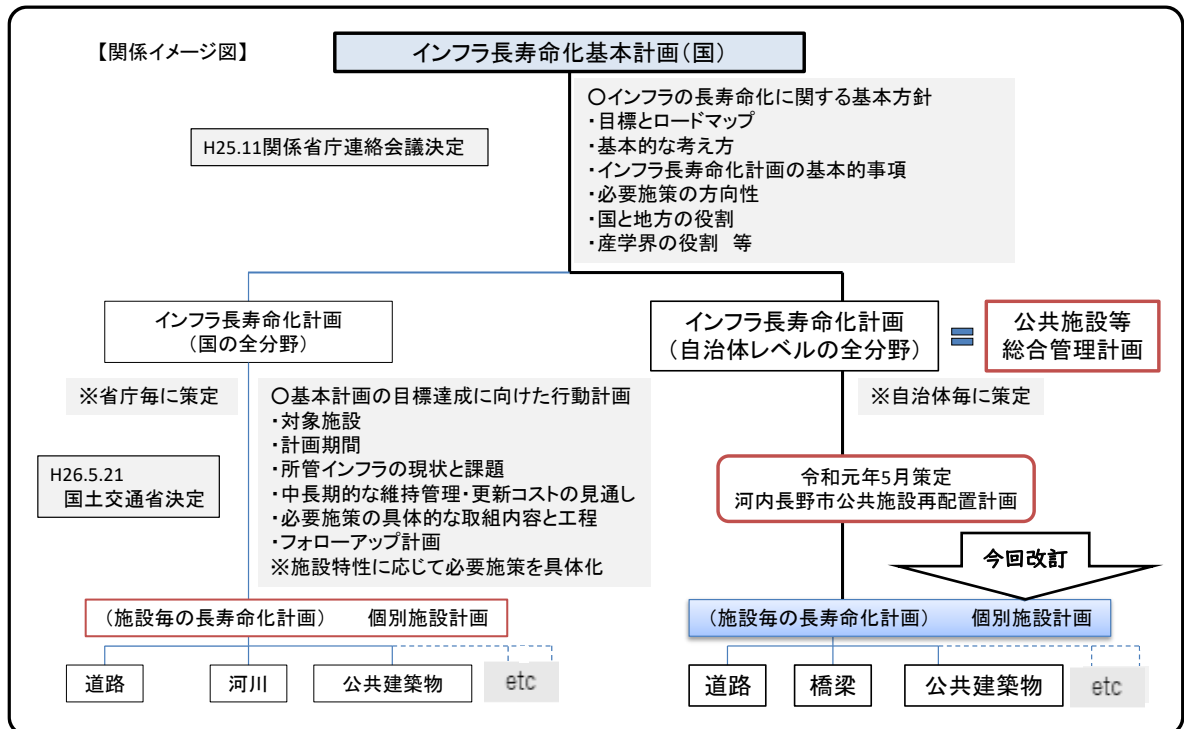 【関係イメージ図】
インフラ長寿命化基本計画(国)
H25.11関係省庁連絡会議決定
○インフラの長寿命化に関する基本方針
・目標とロードマップ
・基本的な考え方
・インフラ長寿命化計画の基本的事項
・必要施策の方向性
・国と地方の役割
・産学界の役割 等
インフラ長寿命化計画
(国の全分野)
インフラ長寿命化計画
(自治体レベルの全分野)
=
公共施設等
総合管理計画
※省庁毎に策定
○基本計画の目標達成に向けた行動計画
・対象施設
・計画期間
・所管インフラの現状と課題
・中長期的な維持管理・更新コストの見通し
・必要施策の具体的な取組内容と工程
・フォローアップ計画
※施設特性に応じて必要施策を具体化
H26.5.21
国土交通省決定
※自治体毎に策定
令和元年5月策定
河内長野市公共施設再配置計画
今回改訂
(施設毎の長寿命化計画) 個別施設計画
道路
河川
公共建築物
etc
(施設毎の長寿命化計画) 個別施設計画
道路
橋梁
公共建築物
etc